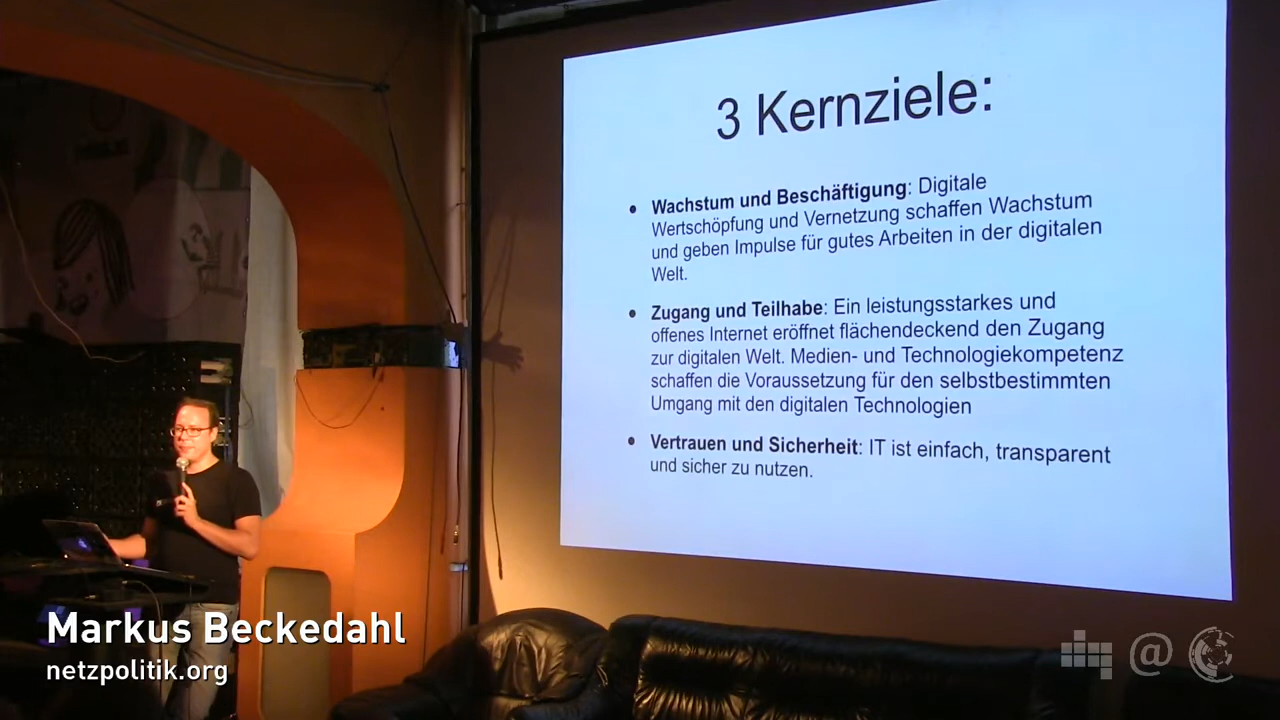 3 Kernziele:
• Wachstum und Beschäftigung: Digitale
Wertschöpfung und Vernetzung schaffen Wachstum
und geben Impulse für gutes Arbeiten in der digitalen
Welt.
• Zugang und Teilhabe: Ein leistungsstarkes und
offenes Internet eröffnet flächendeckend den Zugang
zur digitalen Welt. Medien- und Technologiekompetenz
schaffen die Voraussetzung für den selbstbestimmten
Umgang mit den digitalen Technologien
• Vertrauen und Sicherheit: IT ist einfach, transparent
und sicher zu nutzen.
Markus Beckedahl
netzpolitik.org
@